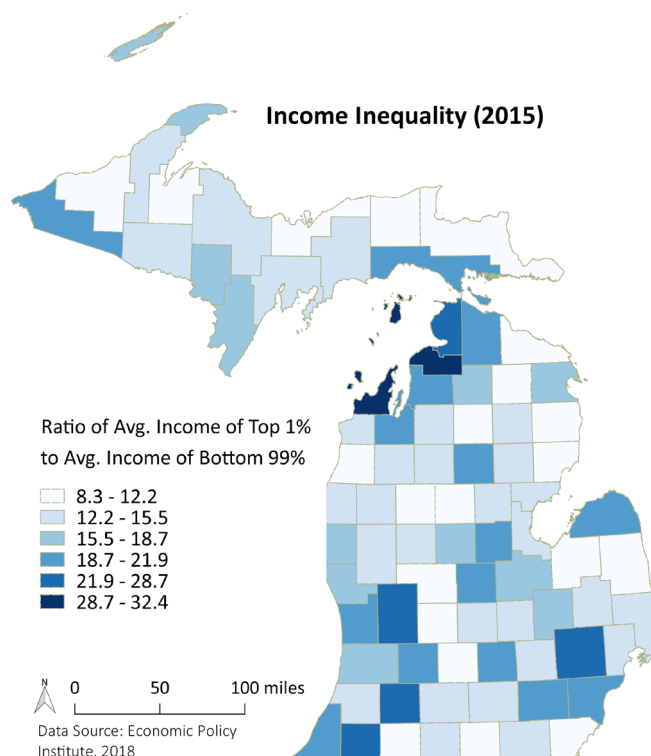 Income Inequality (2015)
Ratio of Avg. Income of Top 1%
to Avg. Income of Bottom 99%
8.3 - 12.2
12.2 - 15.5
15.5 - 18.7
18.7 - 21.9
21.9 - 28.7
28.7 - 32.4
N
0 50 100 miles
Data Source: Economic Policy
Institute, 2018